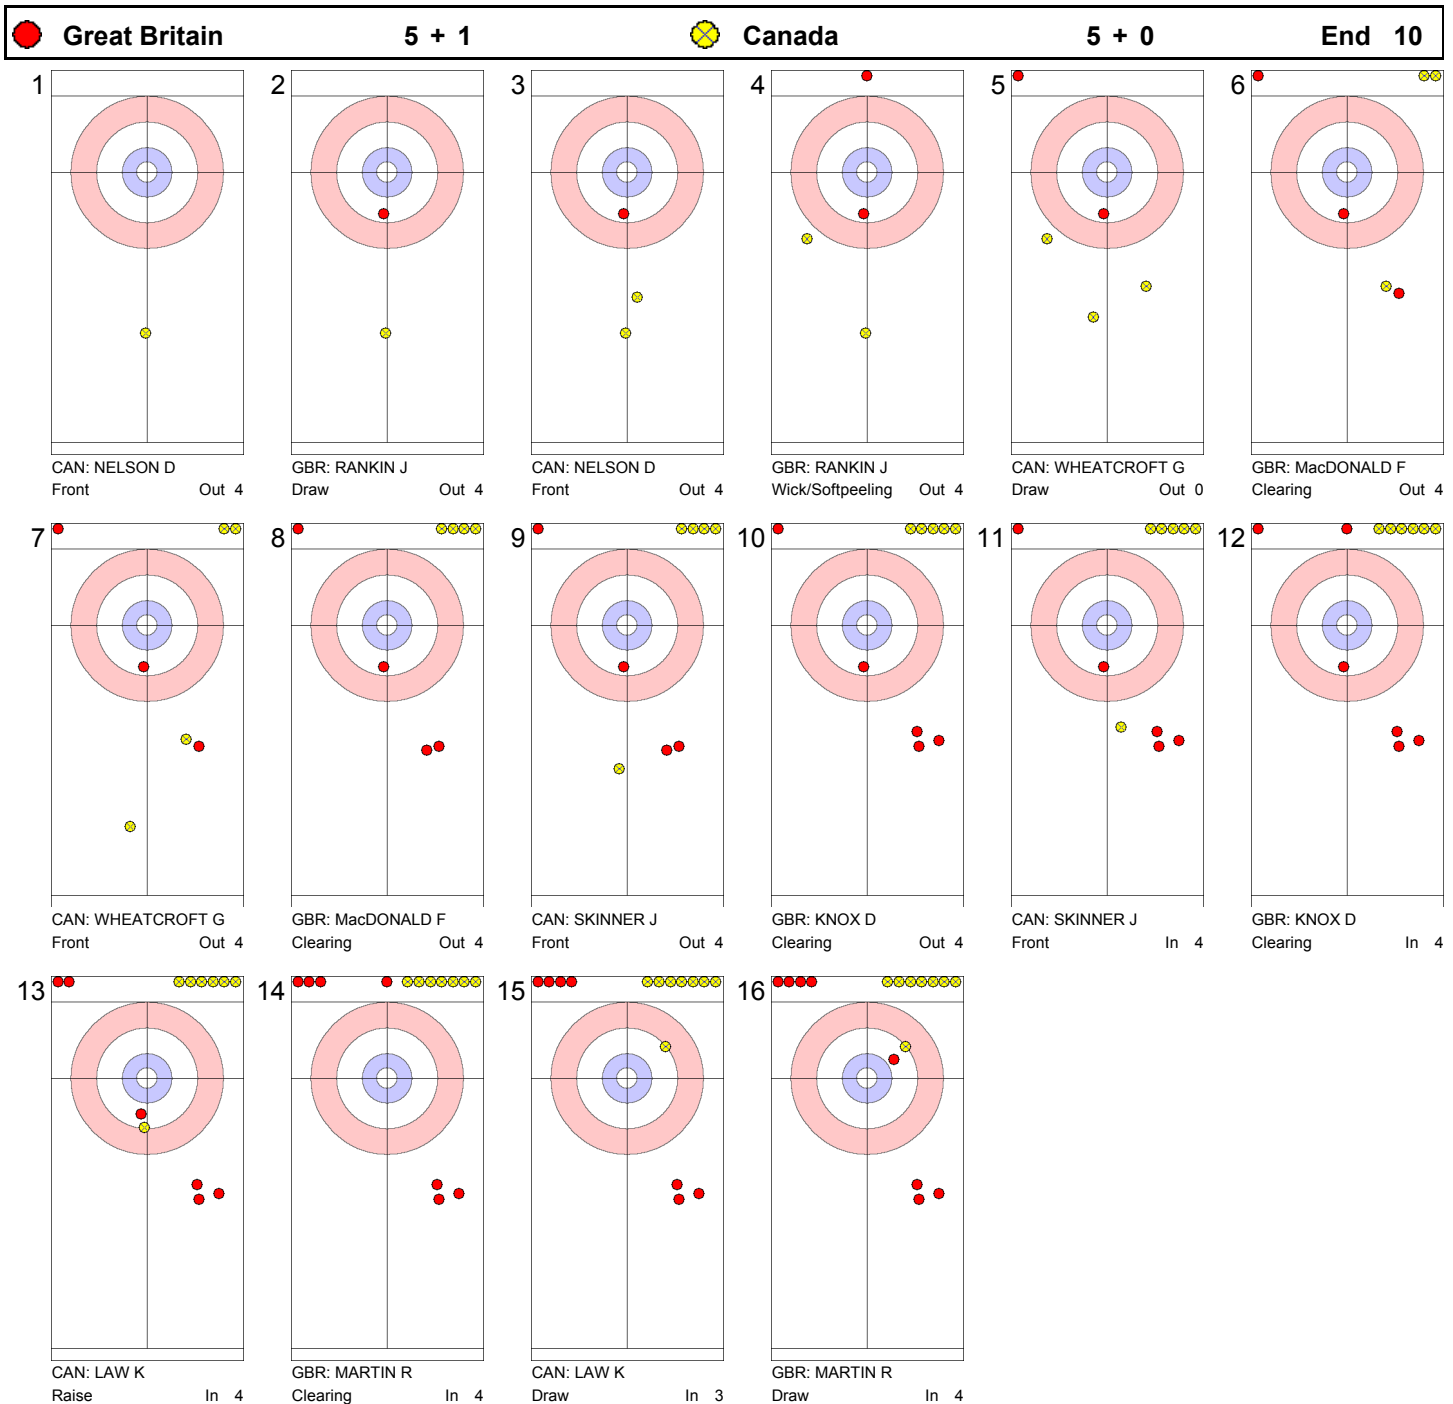 Great Britain 5 + 1 Canada 5 + 0 End 10
1 2 3 4 5 6
CAN: NELSON D GBR: RANKIN J CAN: NELSON D GBR: RANKIN J CAN: WHEATCROFT G GBR: MacDONALD F
Front Out 4 Draw Out 4 Front Out 4 Wick/Softpeeling Out 4 Draw Out 0 Clearing Out 4
7 8 9 10 11 12
CAN: WHEATCROFT G GBR: MacDONALD F CAN: SKINNER J GBR: KNOX D CAN: SKINNER J GBR: KNOX D
Front Out 4 Clearing Out 4 Front Out 4 Clearing Out 4 Front In 4 Clearing In 4
13 14 15 16
CAN: LAW K GBR: MARTIN R CAN: LAW K GBR: MARTIN R
Raise In 4 Clearing In 4 Draw In 3 Draw In 4